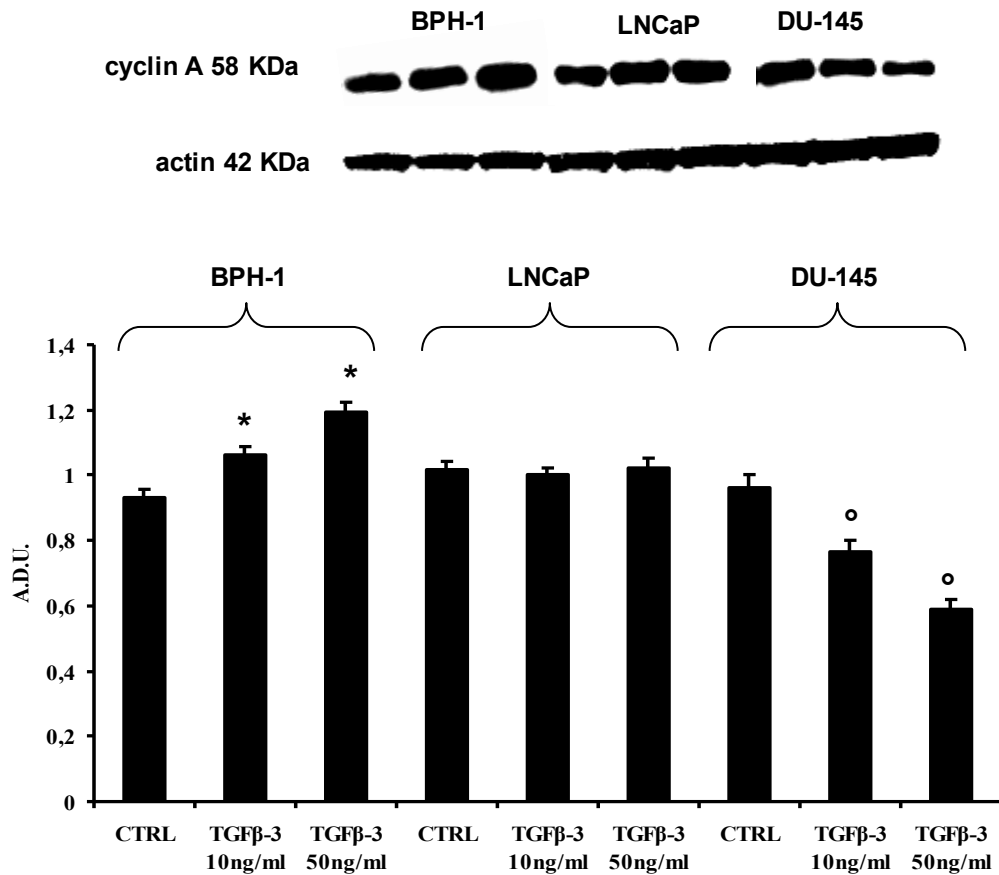 BPH-1 LNCaP DU-145
cyclin A 58 KDa
actin 42 KDa
BPH-1 LNCaP DU-145
1,4
1,2
1
0,8
0,6
0,4
0,2
0
A.D.U.
* *
° °
CTRL TGFβ-3 TGFβ-3 CTRL TGFβ-3 TGFβ-3 CTRL TGFβ-3 TGFβ-3
10ng/ml 50ng/ml 10ng/ml 50ng/ml 10ng/ml 50ng/ml